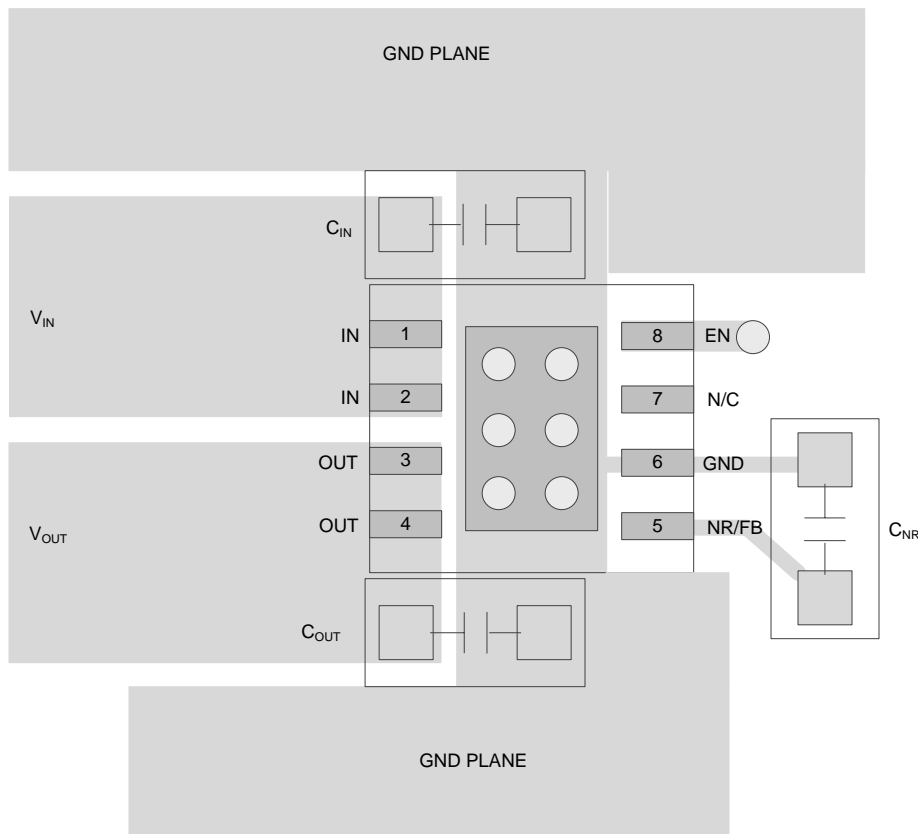 GND PLANE
C_IN
V_IN
IN 1 8 EN
IN 2 7 N/C
OUT 3 6 GND
OUT 4 5 NR/FB
C_NR
V_OUT
C_OUT
GND PLANE